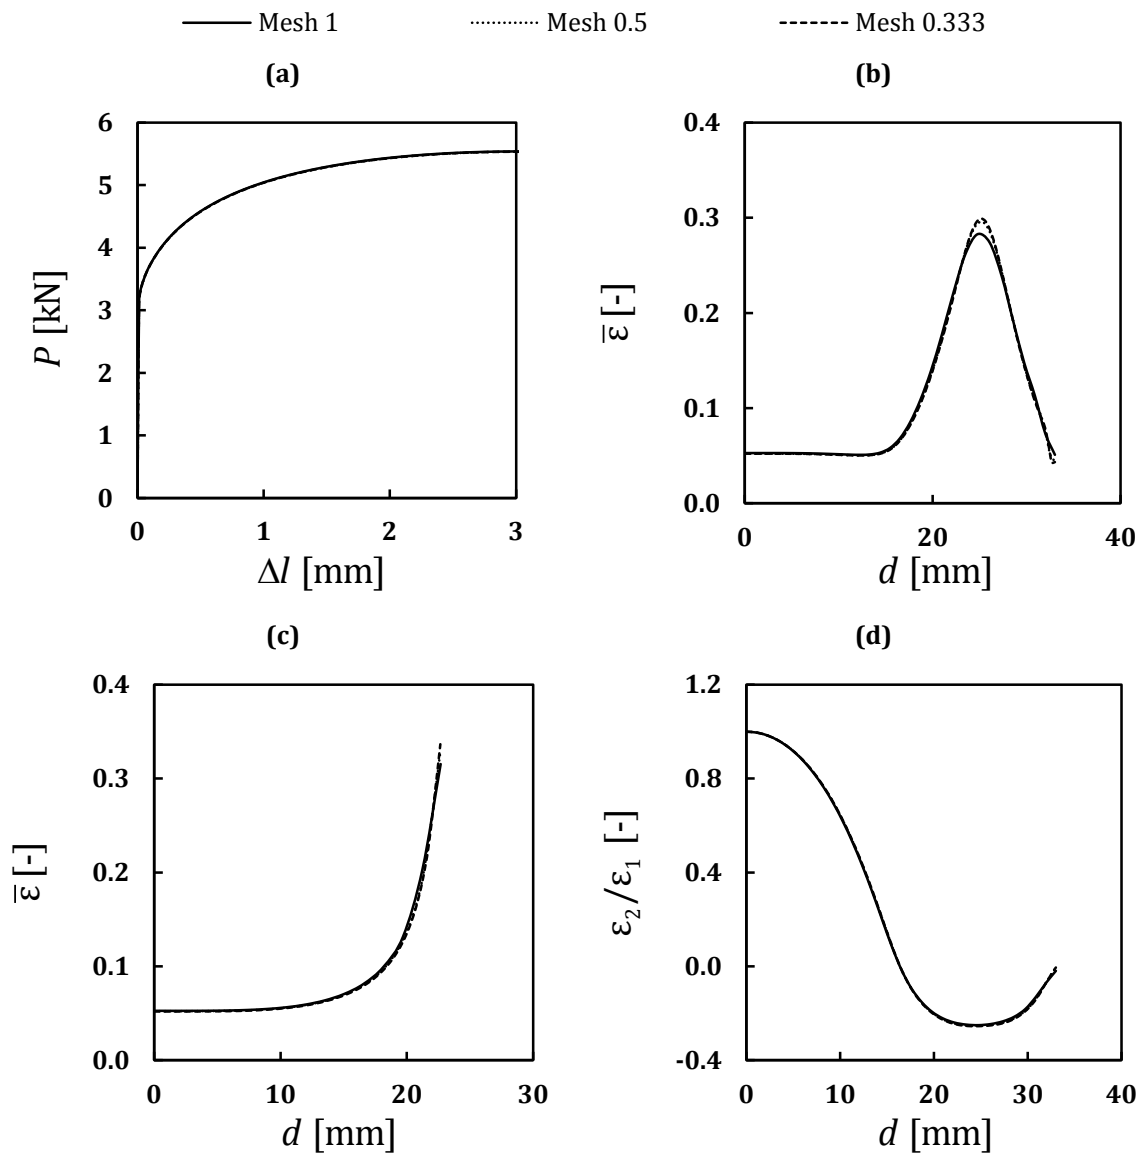 Mesh 1 Mesh 0.5 Mesh 0.333
(a)
6
5
4
3
2
1
0
0 1 2 3
P [kN]
Δl [mm]
(b)
0.4
0.3
0.2
0.1
0.0
0 20 40
ε̅ [-]
d [mm]
(c)
0.4
0.3
0.2
0.1
0.0
0 10 20 30
ε̅ [-]
d [mm]
(d)
1.2
0.8
0.4
0.0
-0.4
0 10 20 30 40
ε₂/ε₁ [-]
d [mm]